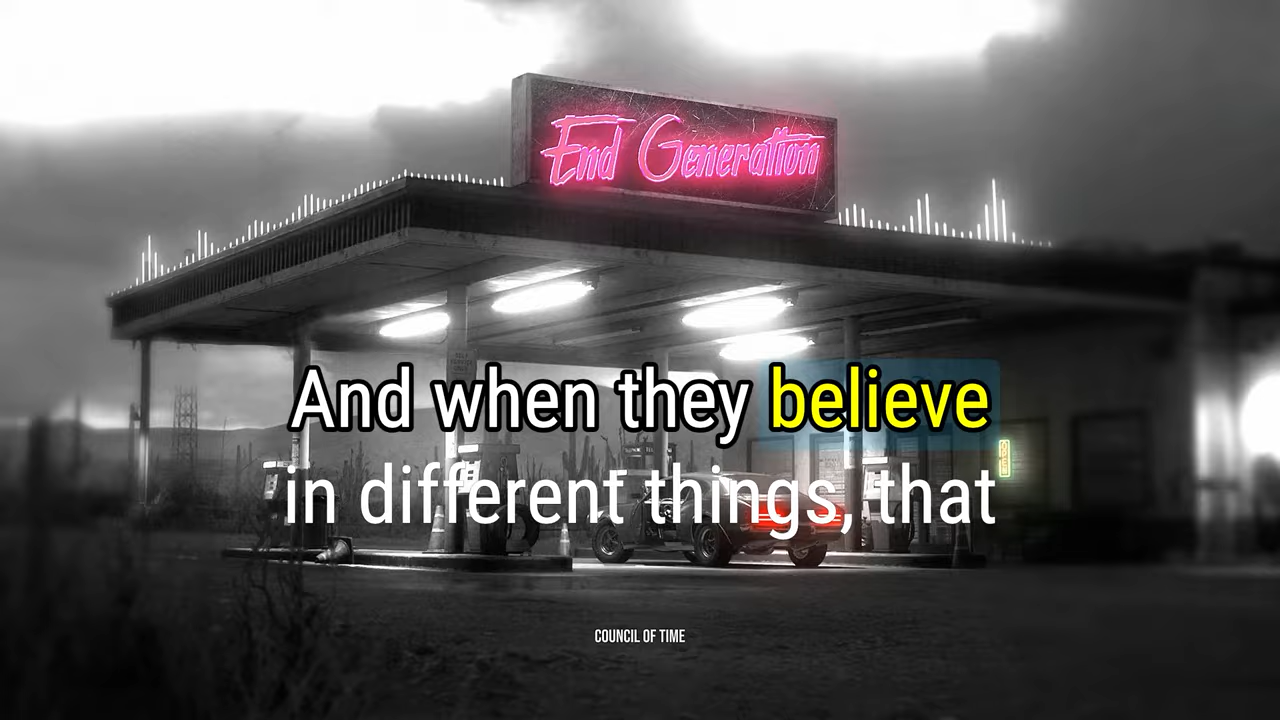 End Generation
And when they believe
in different things, that
COUNCIL OF TIME